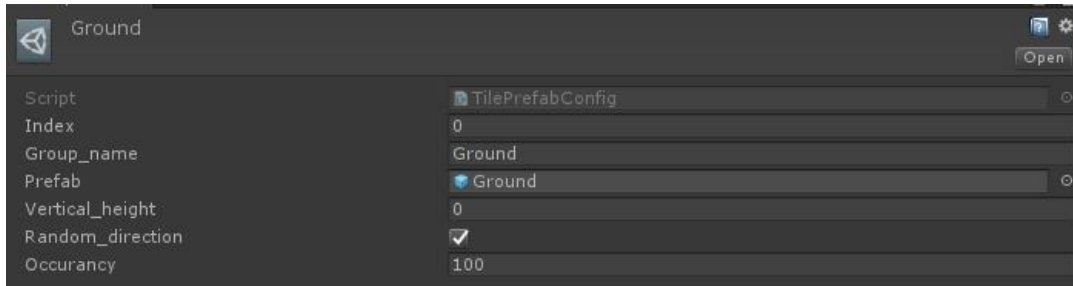 Ground
Open
Script TilePrefabConfig
Index 0
Group_name Ground
Prefab Ground
Vertical_height 0
Random_direction
Occurancy 100